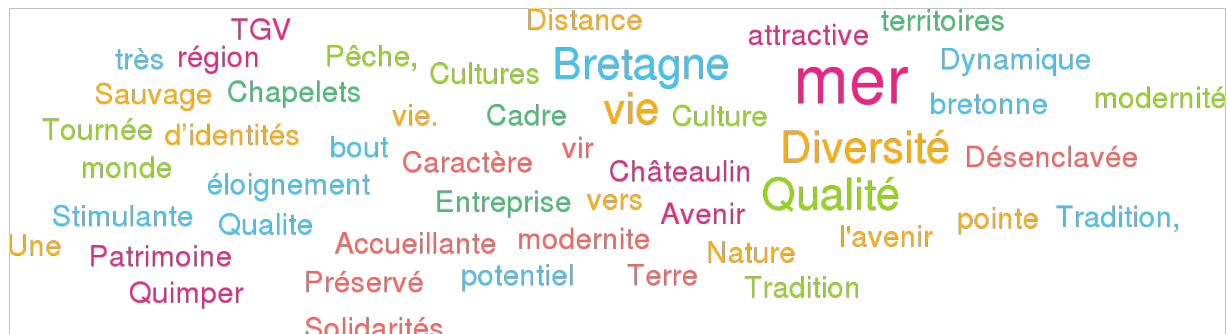 Distance
territoires
TGV
attractive
très région Pêche, Cultures Bretagne Dynamique
mer
Sauvage Chapelets
bretonne modernité
vie. Cadre vie Culture
Tournée d'identités
bout Caractère vir Diversité Désenclavée
monde
Châteaulin
éloignement
Entreprise vers Qualité
Stimulante Qualite
Avenir pointe Tradition,
Une Accueillante modernite l'avenir
Patrimoine Nature
Préservé potentiel Terre Tradition
Quimper
Solidarités